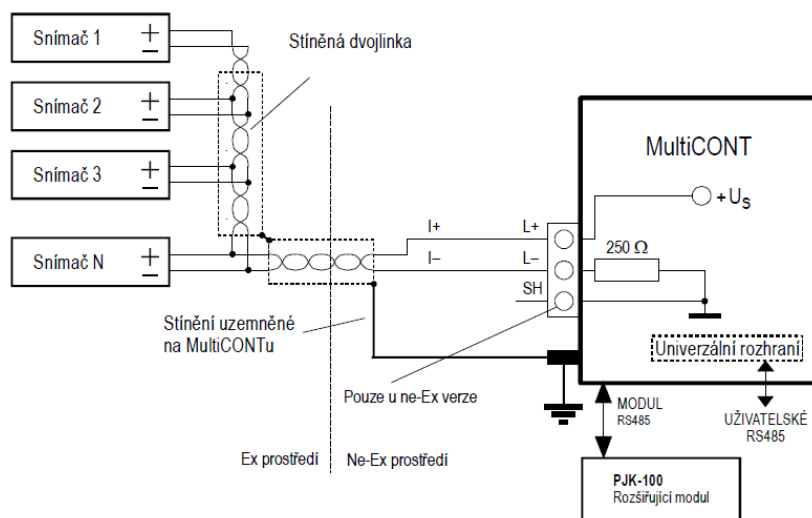 Snímač 1
+
–
Stíněná dvojlinka
Snímač 2
+
–
MultiCONT
Snímač 3
+
–
+ U_S
I+
L+
250 Ω
Snímač N
+
–
I–
L–
SH
Stínění uzemněné
na MultiCONTu
Univerzální rozhraní
Pouze u ne-Ex verze
MODUL
RS485
UŽIVATELSKÉ
RS485
Ex prostředí
Ne-Ex prostředí
PJK-100
Rozšiřující modul